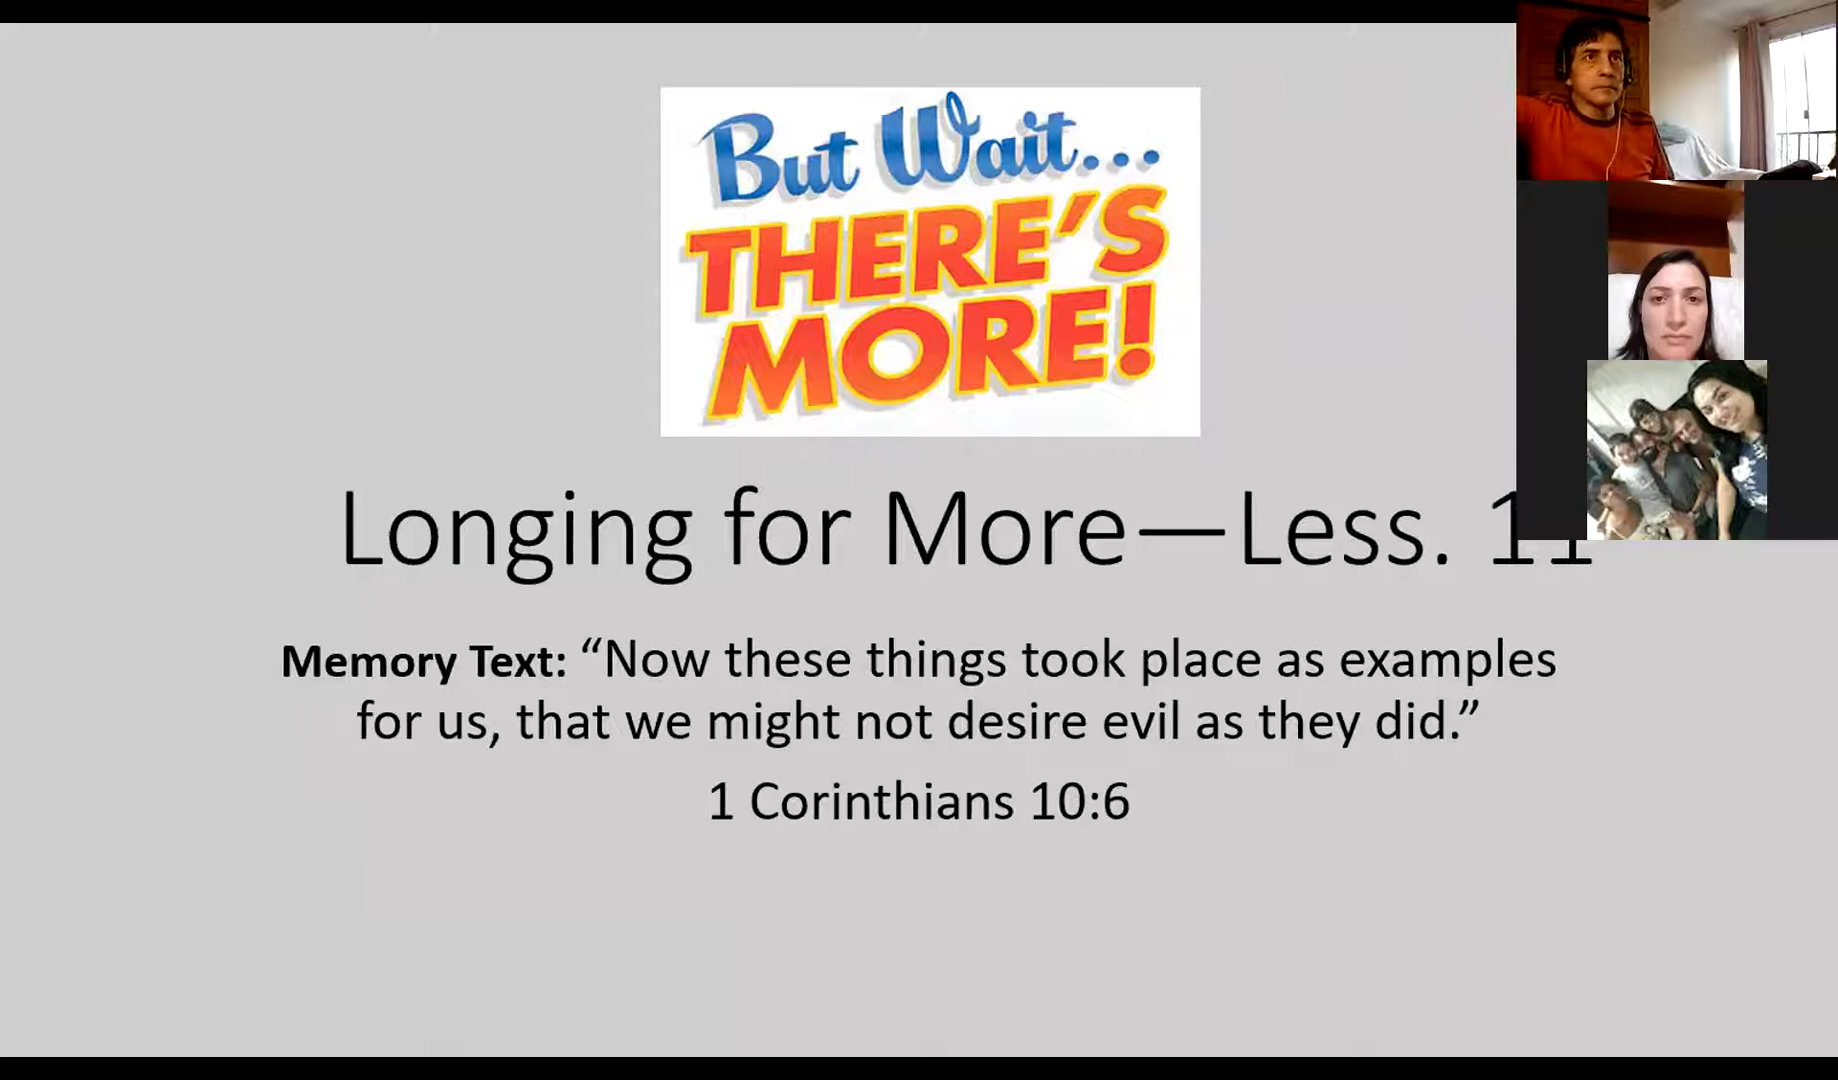 But Wait...
THERE'S
MORE!
Longing for More—Less. 11
Memory Text: “Now these things took place as examples
for us, that we might not desire evil as they did.”
1 Corinthians 10:6